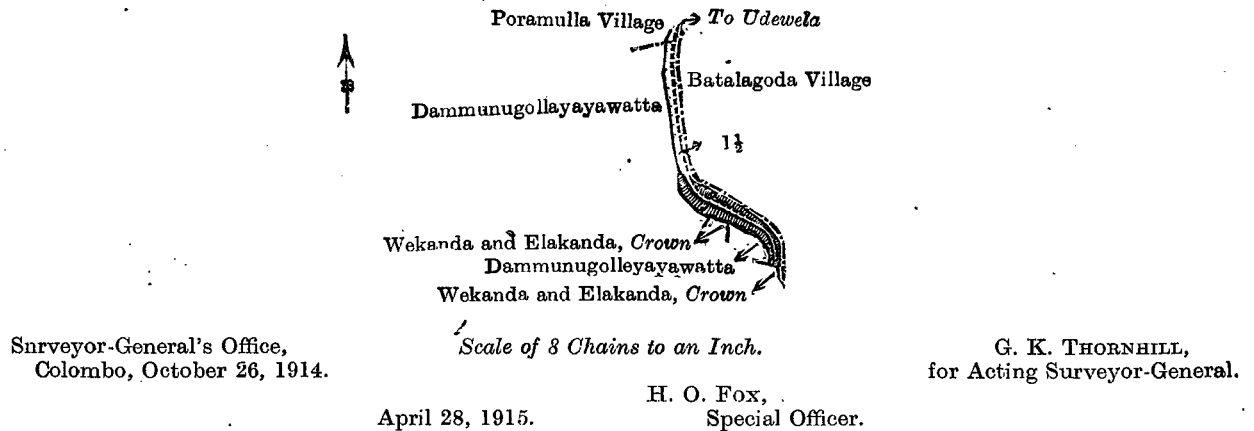 Poramulla Village
To Udewela
Batalagoda Village
Dammunugollayayawatta
1½
Wekanda and Elakanda, Crown
Dammunugolleyayawatta
Wekanda and Elakanda, Crown
Snrveyor-General's Office,
Colombo, October 26, 1914.
Scale of 8 Chains to an Inch.
G. K. THORNHILL,
for Acting Surveyor-General.
H. O. Fox,
April 28, 1915. Special Officer.